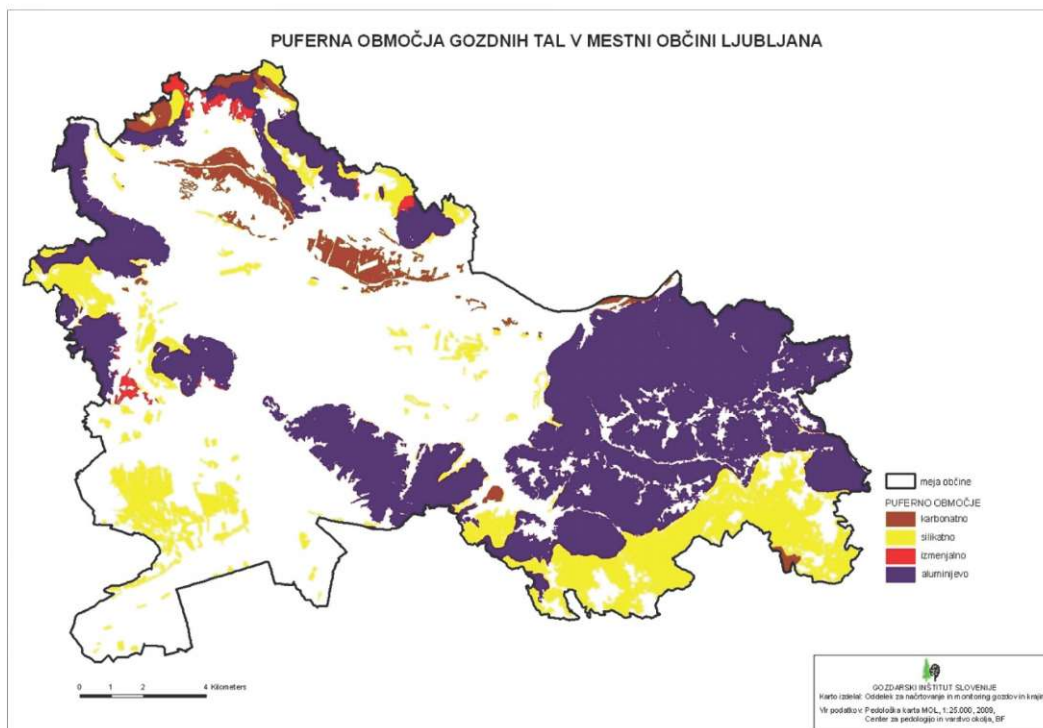 PUFERNA OBMOČJA GOZDNIH TAL V MESTNI OBČINI LJUBLJANA
meja občine
PUFERNO OBMOČJE
karbonatno
silikatno
izmenjalno
aluminijevo
0 1 2 4 Kilometers
GOZDARSKI INŠTITUT SLOVENIJE
Karto izdelal: Oddelek za načrtovanje in monitoring gozdov in krajin
Vir podatkov: Pedološka karta MOL, 1:25.000, 2009,
Center za pedologijo in varstvo okolja, BF